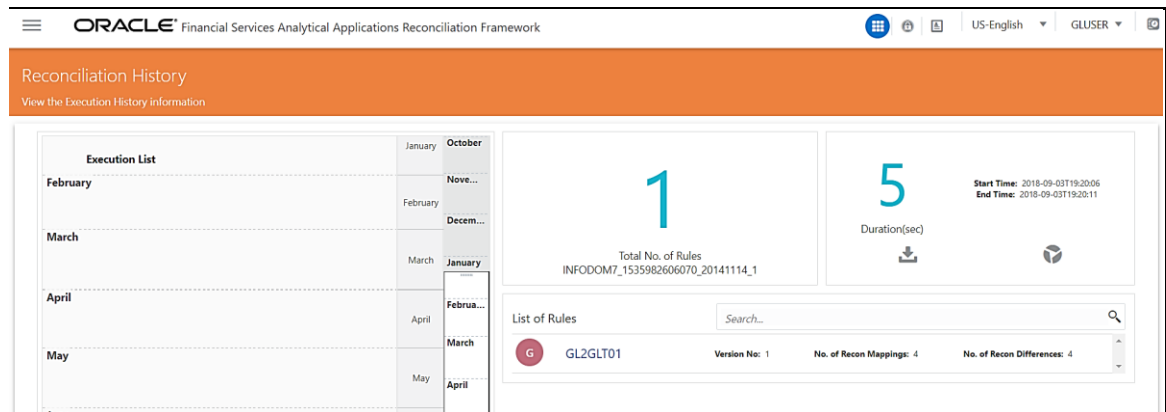 ORACLE® Financial Services Analytical Applications Reconciliation Framework
US-English
GLUSER
Reconciliation History
View the Execution History information
Execution List
February
March
April
May
January
February
March
April
May
October
Nove...
Decem...
January
Februa...
March
April
1
Total No. of Rules
INFODOM7_1535982606070_20141114_1
5
Duration(sec)
Start Time: 2018-09-03T19:20:06
End Time: 2018-09-03T19:20:11
List of Rules
Search...
G GL2GLT01 Version No: 1 No. of Recon Mappings: 4 No. of Recon Differences: 4